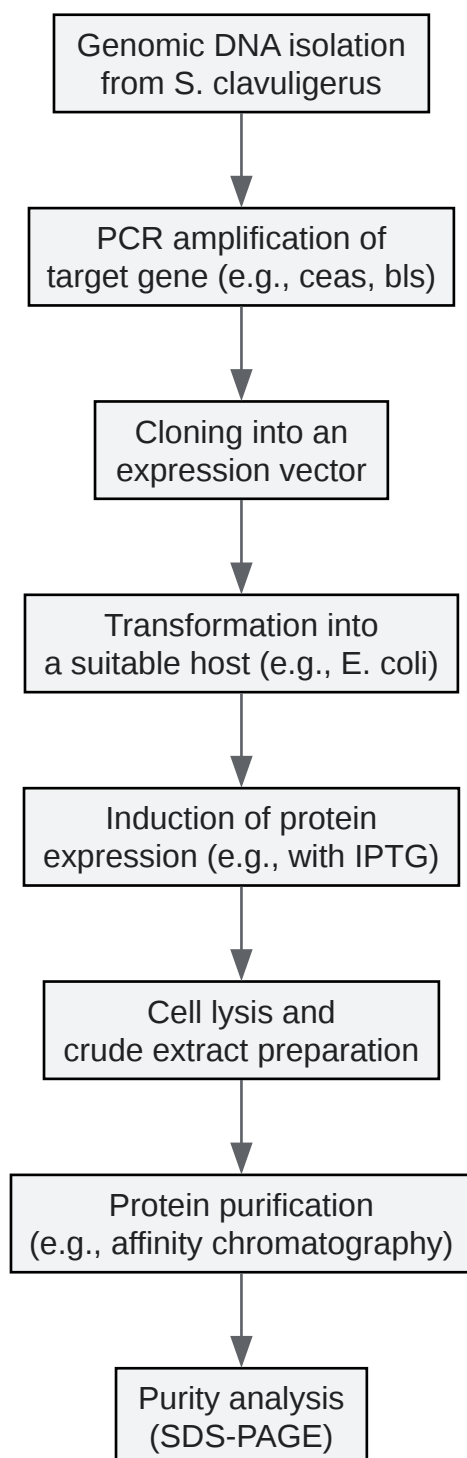 Genomic DNA isolation
from S. clavuligerus
PCR amplification of
target gene (e.g., ceas, bls)
Cloning into an
expression vector
Transformation into
a suitable host (e.g., E. coli)
Induction of protein
expression (e.g., with IPTG)
Cell lysis and
crude extract preparation
Protein purification
(e.g., affinity chromatography)
Purity analysis
(SDS-PAGE)